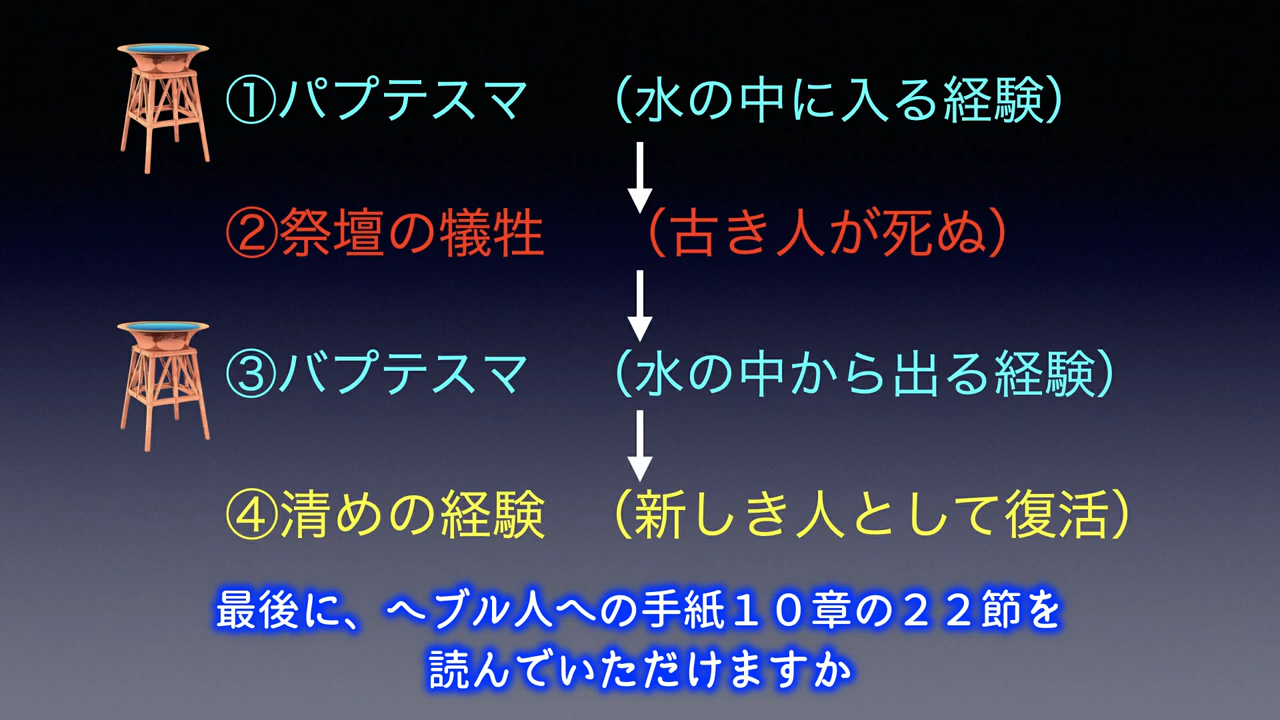 ①パプテスマ （水の中に入る経験）
②祭壇の犠牲 （古き人が死ぬ）
③バプテスマ （水の中から出る経験）
④清めの経験 （新しき人として復活）
最後に、へブル人への手紙１０章の２２節を
読んでいただけますか